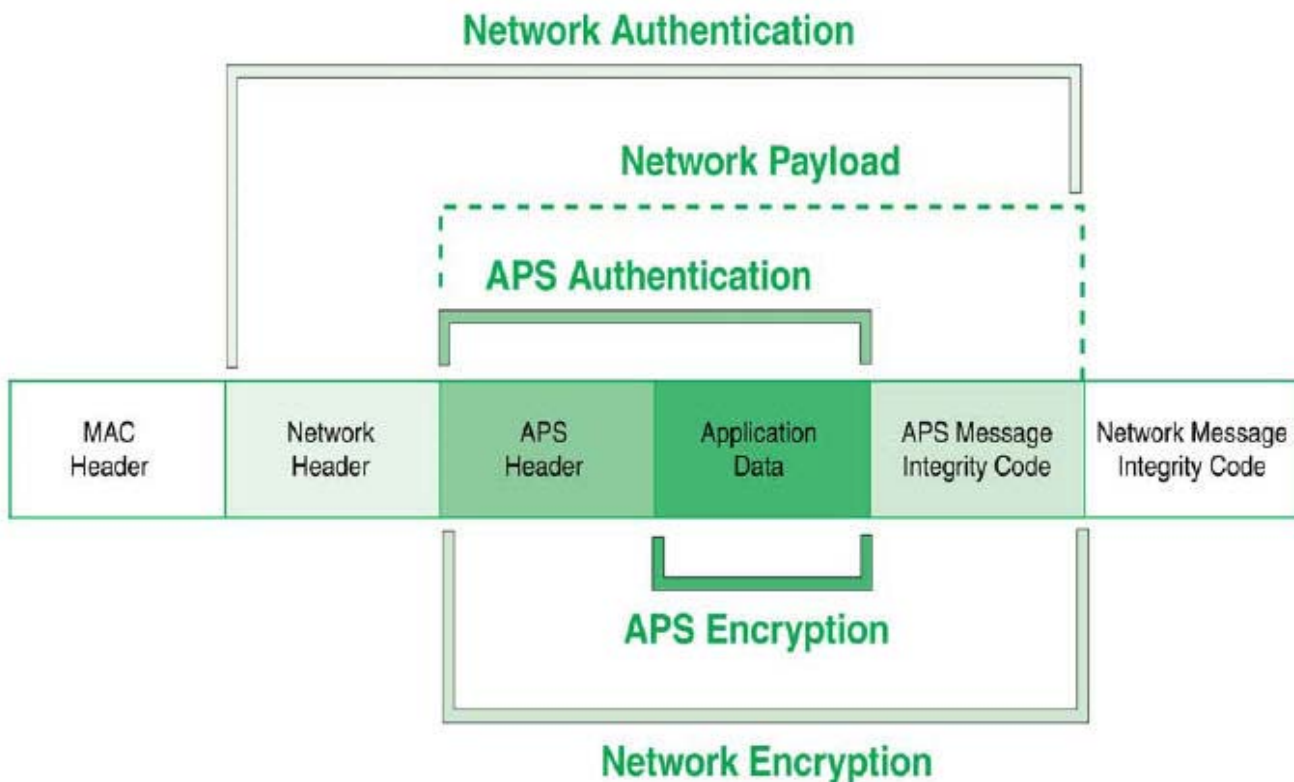 Network Authentication
Network Payload
APS Authentication
MAC
Header
Network
Header
APS
Header
Application
Data
APS Message
Integrity Code
Network Message
Integrity Code
APS Encryption
Network Encryption